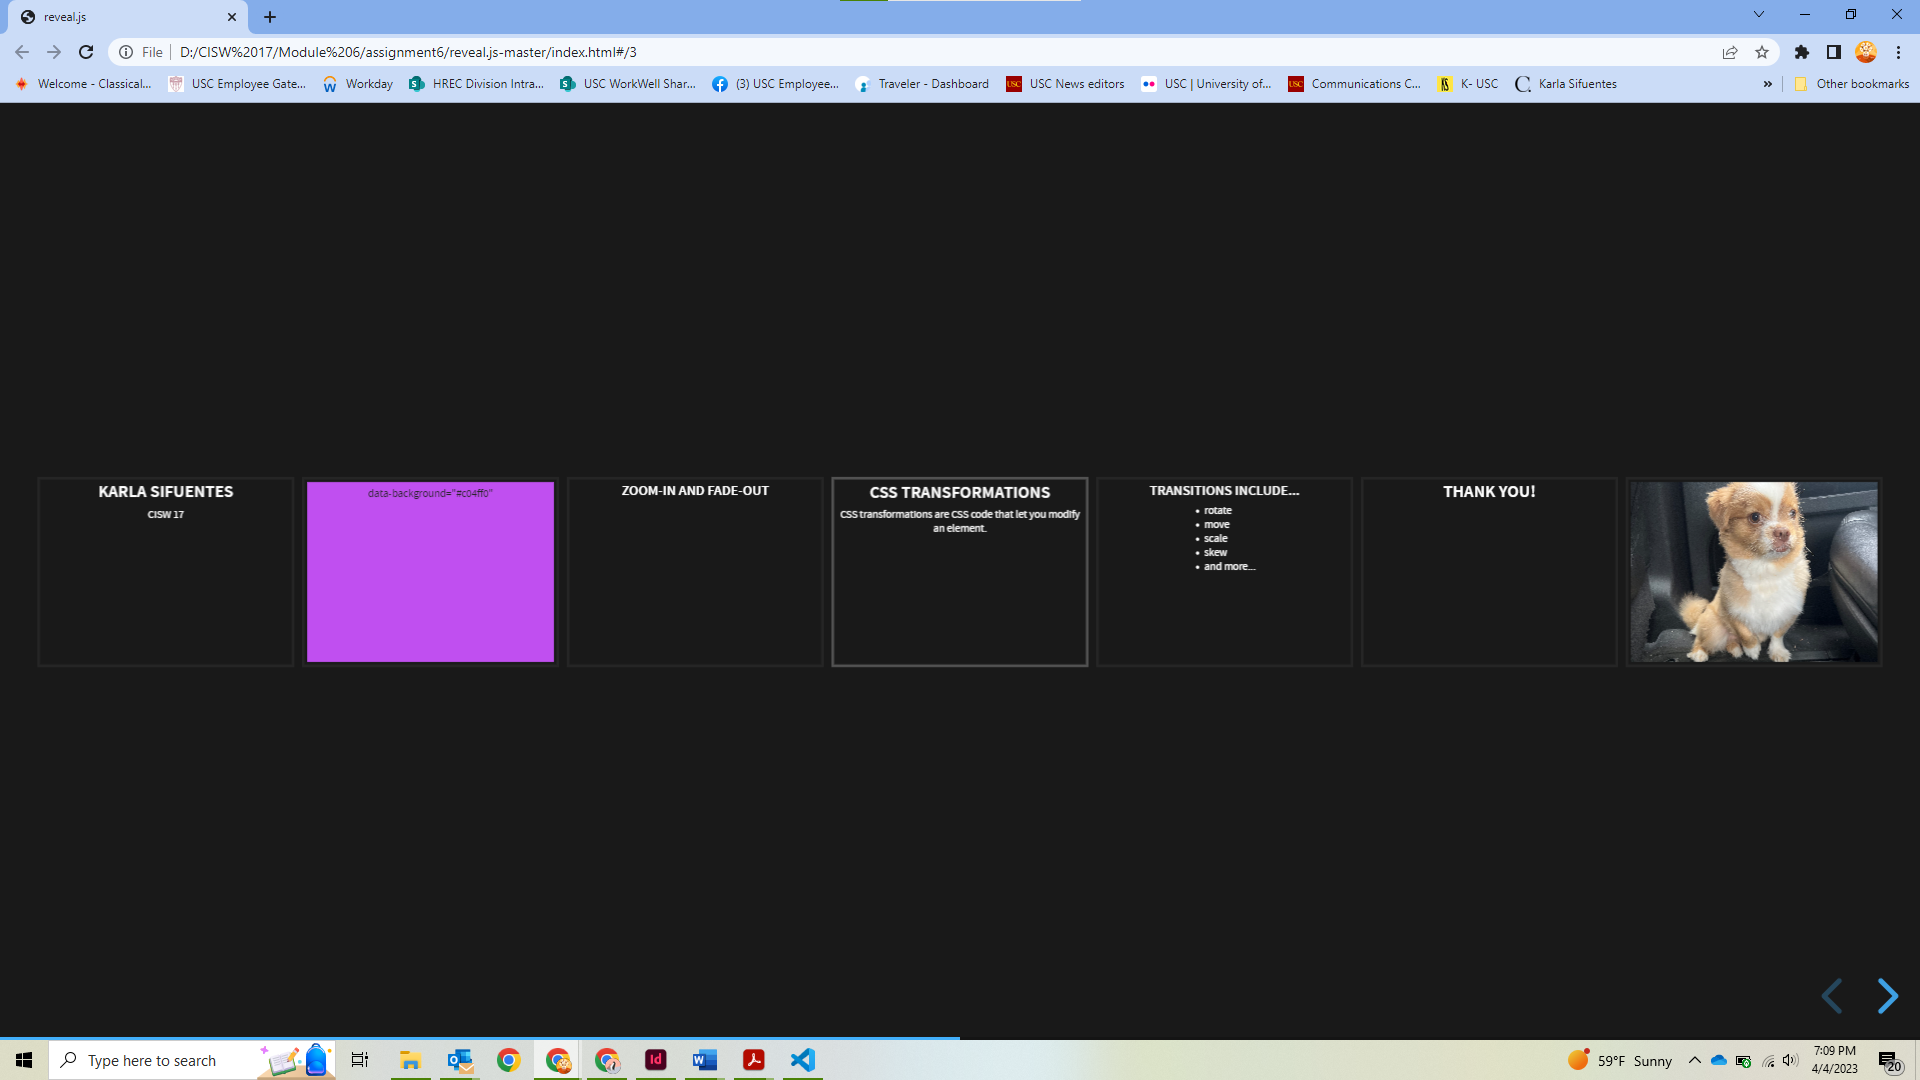 reveal.js
File
D:/CISW%2017/Module%206/assignment6/reveal.js-master/index.html#/3
Welcome - Classical...
USC Employee Gate...
Workday
HREC Division Intra...
USC WorkWell Shar...
(3) USC Employee...
Traveler - Dashboard
USC
USC News editors
USC | University of...
USC
Communications C...
K- USC
Karla Sifuentes
»
Other bookmarks
KARLA SIFUENTES
CISW 17
data-background="#c04ff0"
ZOOM-IN AND FADE-OUT
CSS TRANSFORMATIONS
CSS transformations are CSS code that let you modify
an element.
TRANSITIONS INCLUDE...
• rotate
• move
• scale
• skew
• and more...
THANK YOU!
Type here to search
Id
59°F Sunny
7:09 PM
4/4/2023
20